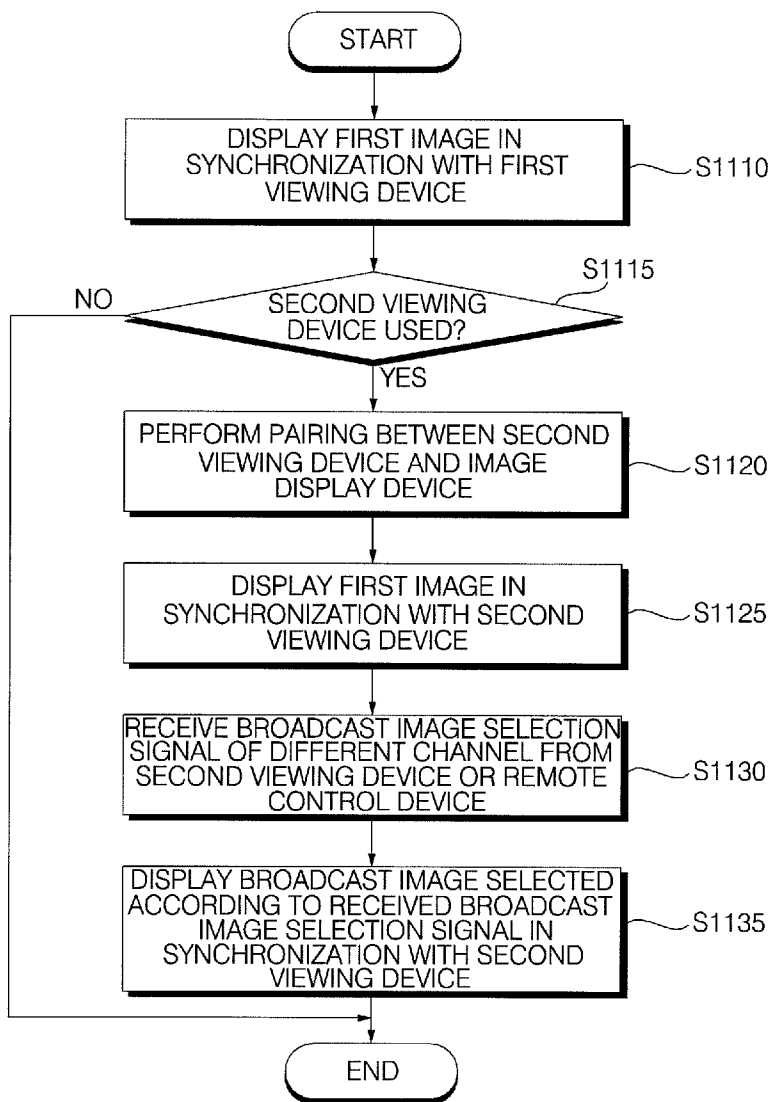 START
DISPLAY FIRST IMAGE IN
SYNCHRONIZATION WITH FIRST
VIEWING DEVICE
S1110
S1115
NO
SECOND VIEWING
DEVICE USED?
YES
PERFORM PAIRING BETWEEN SECOND
VIEWING DEVICE AND IMAGE
DISPLAY DEVICE
S1120
DISPLAY FIRST IMAGE IN
SYNCHRONIZATION WITH SECOND
VIEWING DEVICE
S1125
RECEIVE BROADCAST IMAGE SELECTION
SIGNAL OF DIFFERENT CHANNEL FROM
SECOND VIEWING DEVICE OR REMOTE
CONTROL DEVICE
S1130
DISPLAY BROADCAST IMAGE SELECTED
ACCORDING TO RECEIVED BROADCAST
IMAGE SELECTION SIGNAL IN
SYNCHRONIZATION WITH SECOND
VIEWING DEVICE
S1135
END